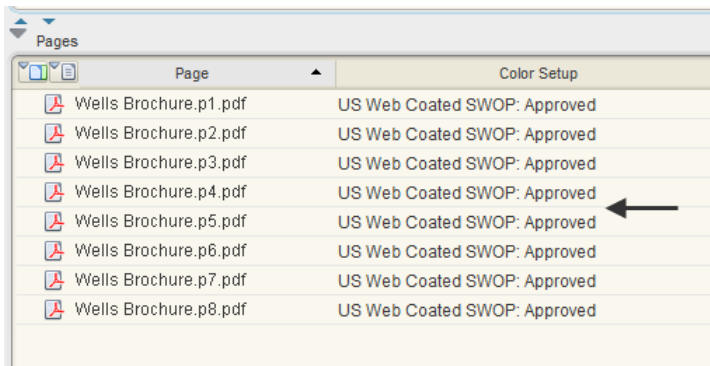 Pages
Page Color Setup
Wells Brochure.p1.pdf US Web Coated SWOP: Approved
Wells Brochure.p2.pdf US Web Coated SWOP: Approved
Wells Brochure.p3.pdf US Web Coated SWOP: Approved
Wells Brochure.p4.pdf US Web Coated SWOP: Approved
Wells Brochure.p5.pdf US Web Coated SWOP: Approved
Wells Brochure.p6.pdf US Web Coated SWOP: Approved
Wells Brochure.p7.pdf US Web Coated SWOP: Approved
Wells Brochure.p8.pdf US Web Coated SWOP: Approved